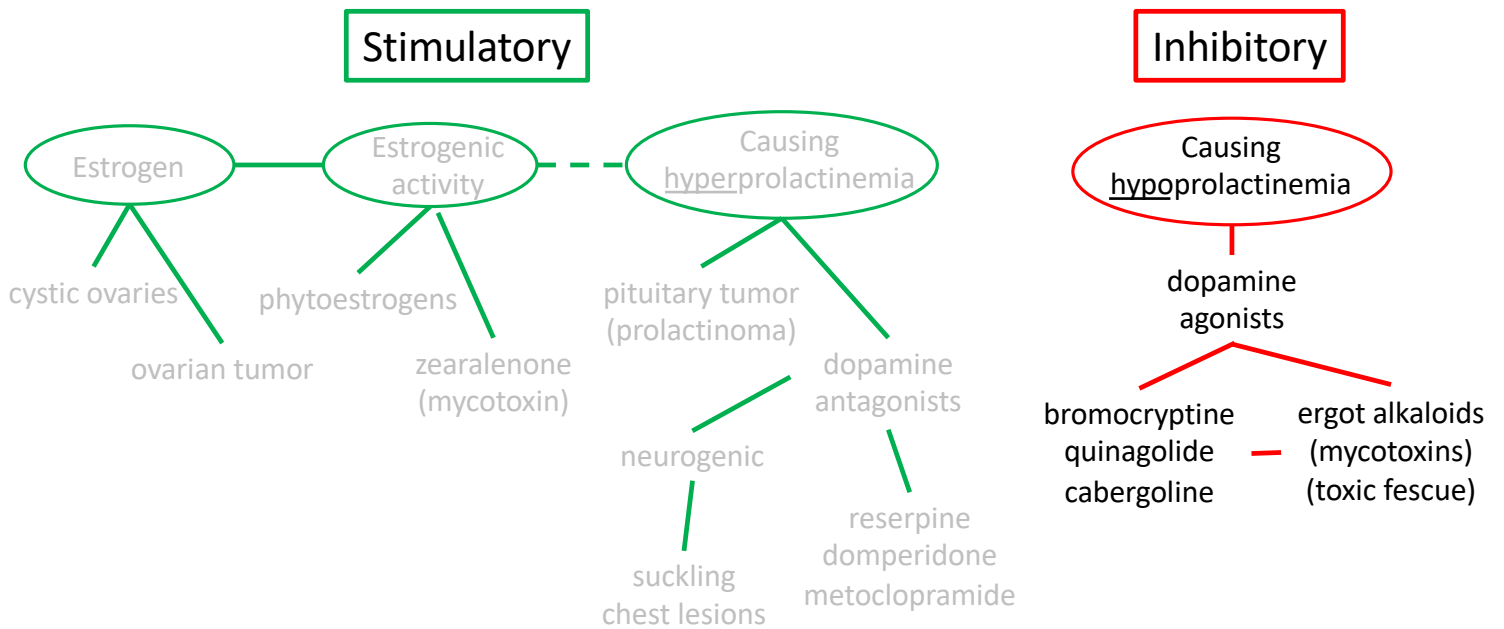 Stimulatory
Inhibitory
Estrogen
Estrogenic
activity
Causing
hyperprolactinemia
Causing
hypoprolactinemia
cystic ovaries
ovarian tumor
phytoestrogens
zearalenone
(mycotoxin)
pituitary tumor
(prolactinoma)
dopamine
antagonists
neurogenic
suckling
chest lesions
reserpine
domperidone
metoclopramide
dopamine
agonists
bromocryptine
quinagolide
cabergoline
ergot alkaloids
(mycotoxins)
(toxic fescue)